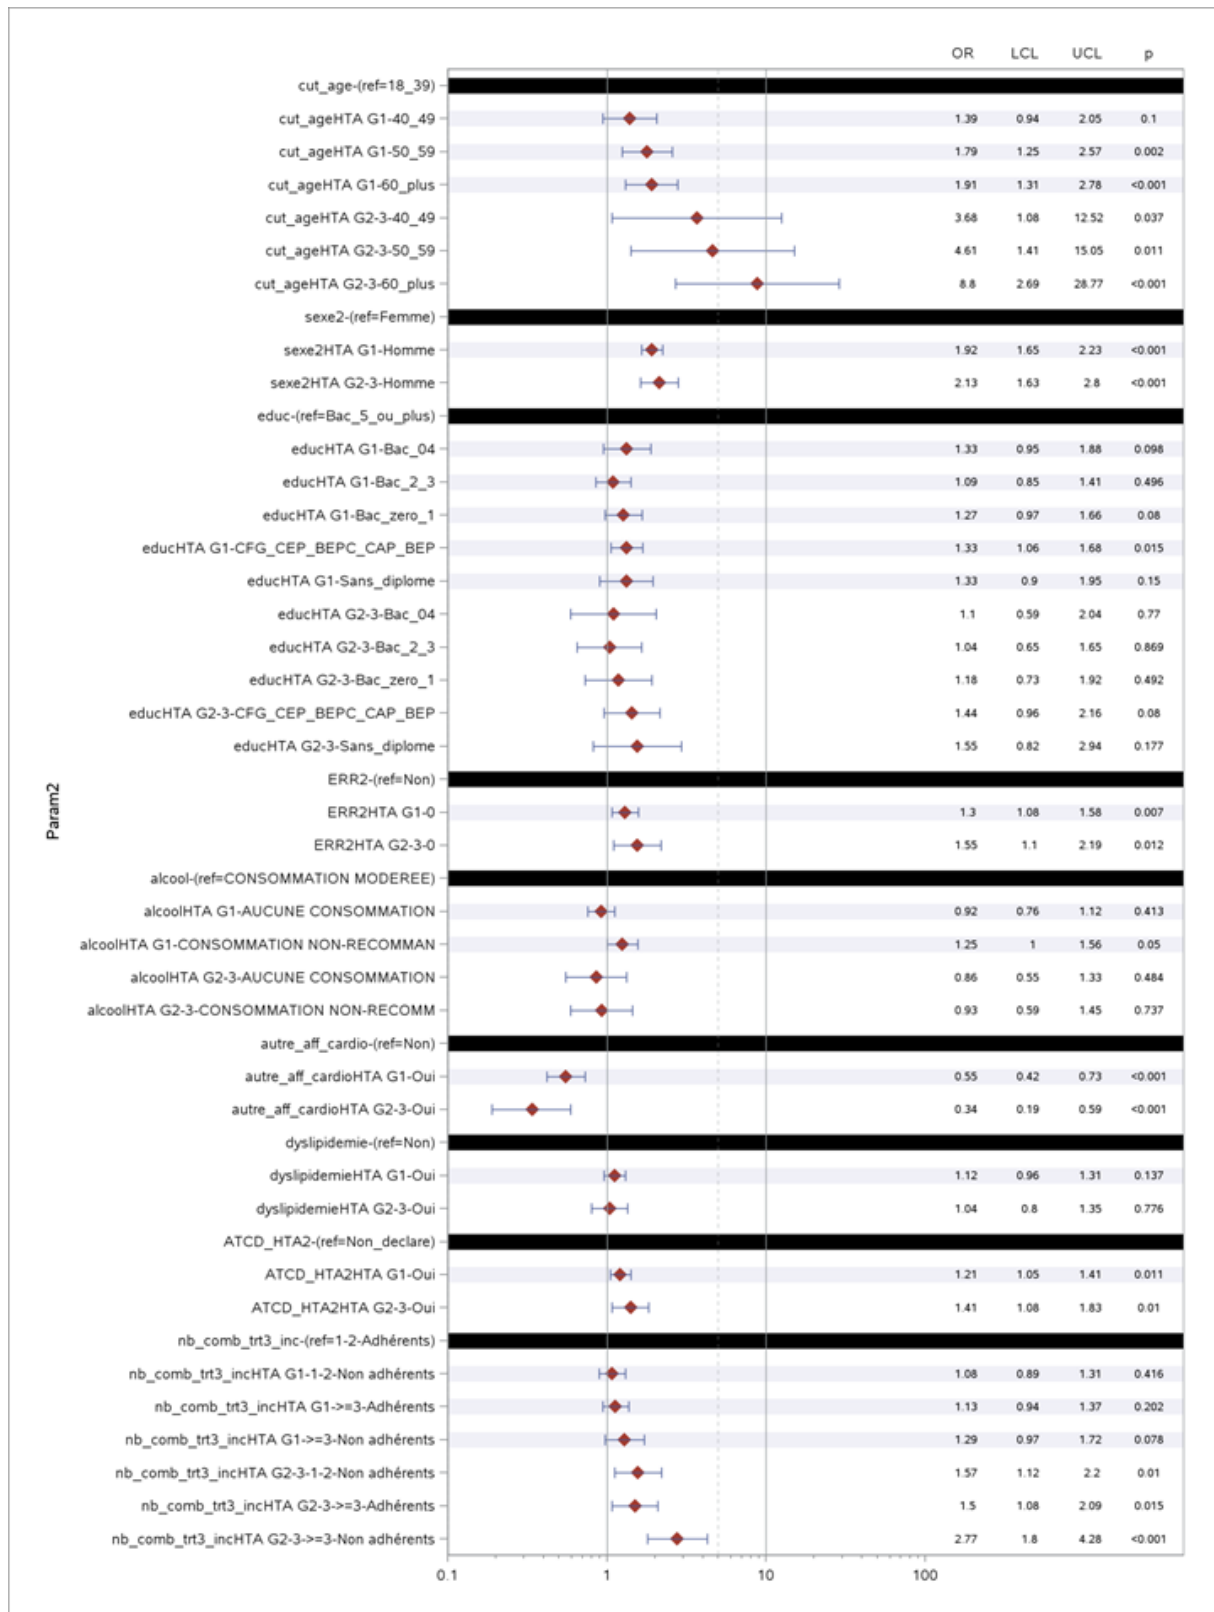 OR LCL UCL p
cut_age-(ref=18_39)
cut_ageHTA G1-40_49 1.39 0.94 2.05 0.1
cut_ageHTA G1-50_59 1.79 1.25 2.57 0.002
cut_ageHTA G1-60_plus 1.91 1.31 2.78 <0.001
cut_ageHTA G2-3-40_49 3.68 1.08 12.52 0.037
cut_ageHTA G2-3-50_59 4.61 1.41 15.05 0.011
cut_ageHTA G2-3-60_plus 8.8 2.69 28.77 <0.001
sexe2-(ref=Femme)
sexe2HTA G1-Homme 1.92 1.65 2.23 <0.001
sexe2HTA G2-3-Homme 2.13 1.63 2.8 <0.001
educ-(ref=Bac_5_ou_plus)
educHTA G1-Bac_04 1.33 0.95 1.88 0.098
educHTA G1-Bac_2_3 1.09 0.85 1.41 0.496
educHTA G1-Bac_zero_1 1.27 0.97 1.66 0.08
educHTA G1-CFG_CEP_BEPC_CAP_BEP 1.33 1.06 1.68 0.015
educHTA G1-Sans_diplome 1.33 0.9 1.95 0.15
educHTA G2-3-Bac_04 1.1 0.59 2.04 0.77
educHTA G2-3-Bac_2_3 1.04 0.65 1.65 0.869
educHTA G2-3-Bac_zero_1 1.18 0.73 1.92 0.492
educHTA G2-3-CFG_CEP_BEPC_CAP_BEP 1.44 0.96 2.16 0.08
educHTA G2-3-Sans_diplome 1.55 0.82 2.94 0.177
ERR2-(ref=Non)
Param2
ERR2HTA G1-0 1.3 1.08 1.58 0.007
ERR2HTA G2-3-0 1.55 1.1 2.19 0.012
alcool-(ref=CONSOMMATION MODEREE)
alcoolHTA G1-AUCUNE CONSOMMATION 0.92 0.76 1.12 0.413
alcoolHTA G1-CONSOMMATION NON-RECOMMAN 1.25 1 1.56 0.05
alcoolHTA G2-3-AUCUNE CONSOMMATION 0.86 0.55 1.33 0.484
alcoolHTA G2-3-CONSOMMATION NON-RECOMM 0.93 0.59 1.45 0.737
autre_aff_cardio-(ref=Non)
autre_aff_cardioHTA G1-Oui 0.55 0.42 0.73 <0.001
autre_aff_cardioHTA G2-3-Oui 0.34 0.19 0.59 <0.001
dyslipidemie-(ref=Non)
dyslipidemieHTA G1-Oui 1.12 0.96 1.31 0.137
dyslipidemieHTA G2-3-Oui 1.04 0.8 1.35 0.776
ATCD_HTA2-(ref=Non_declare)
ATCD_HTA2HTA G1-Oui 1.21 1.05 1.41 0.011
ATCD_HTA2HTA G2-3-Oui 1.41 1.08 1.83 0.01
nb_comb_trt3_inc-(ref=1-2-Adhérents)
nb_comb_trt3_incHTA G1-1-2-Non adhérents 1.08 0.89 1.31 0.416
nb_comb_trt3_incHTA G1->=3-Adhérents 1.13 0.94 1.37 0.202
nb_comb_trt3_incHTA G1->=3-Non adhérents 1.29 0.97 1.72 0.078
nb_comb_trt3_incHTA G2-3-1-2-Non adhérents 1.57 1.12 2.2 0.01
nb_comb_trt3_incHTA G2-3->=3-Adhérents 1.5 1.08 2.09 0.015
nb_comb_trt3_incHTA G2-3->=3-Non adhérents 2.77 1.8 4.28 <0.001
0.1 1 10 100